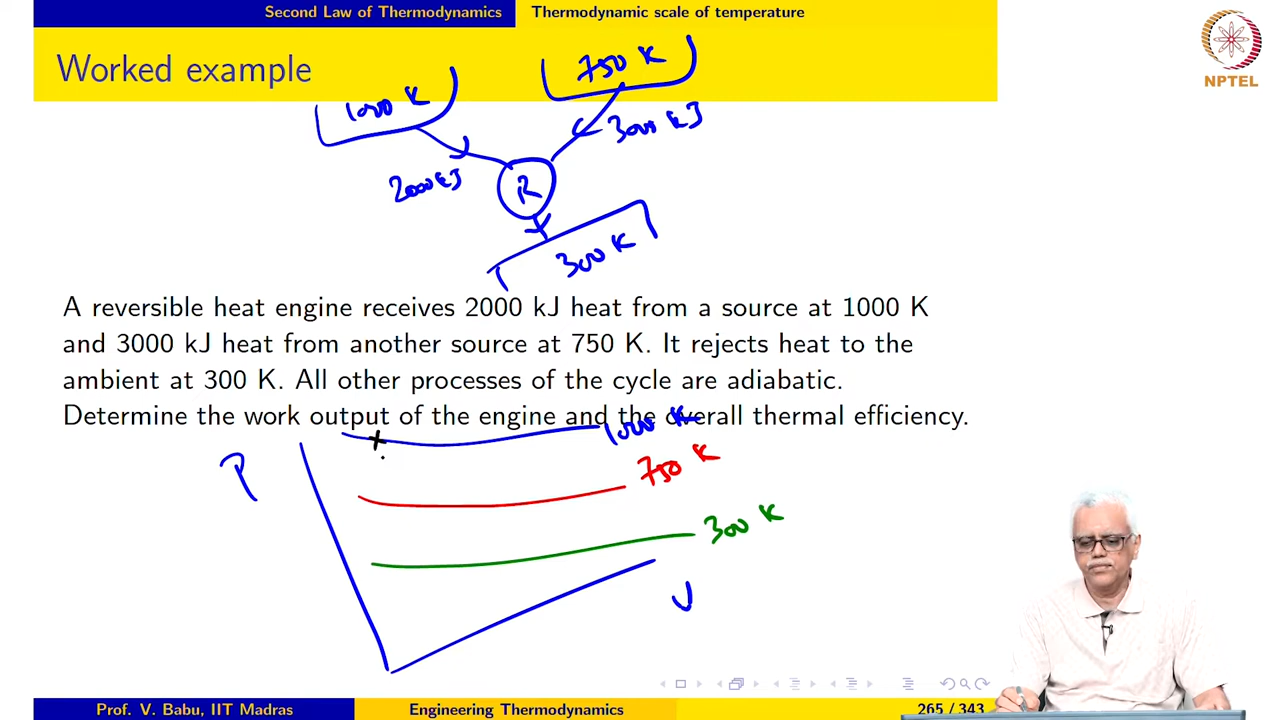 Second Law of Thermodynamics Thermodynamic scale of temperature
Worked example
NPTEL
1000 K
750 K
2000 kJ
3000 kJ
R
300 K
A reversible heat engine receives 2000 kJ heat from a source at 1000 K
and 3000 kJ heat from another source at 750 K. It rejects heat to the
ambient at 300 K. All other processes of the cycle are adiabatic.
Determine the work output of the engine and the overall thermal efficiency.
1000 K
P
750 K
300 K
V
Prof. V. Babu, IIT Madras Engineering Thermodynamics 265 / 343